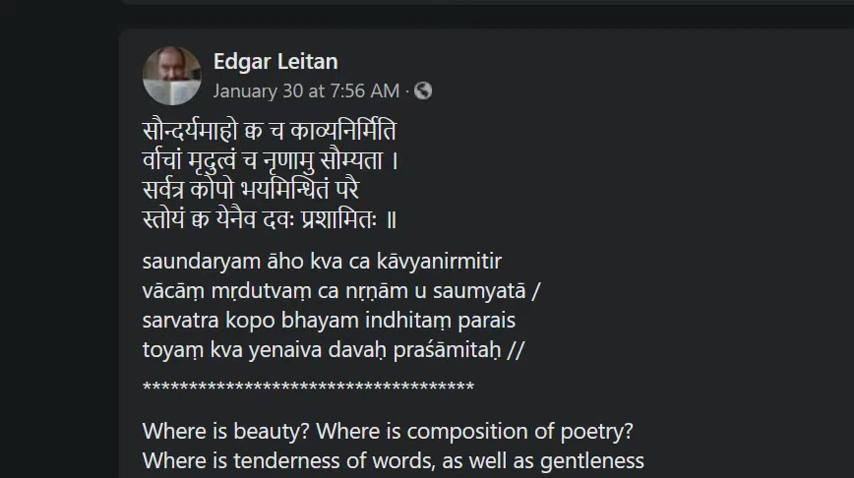 Edgar Leitan
January 30 at 7:56 AM ·
सौन्दर्यमाहो क्व च काव्यनिर्मिति
र्वाचां मृदुत्वं च नृणामु सौम्यता ।
सर्वत्र कोपो भयमिन्धितं परै
स्तोयं क्व येनैव दवः प्रशामितः ॥
saundaryam āho kva ca kāvyanirmitir
vācāṃ mṛdutvaṃ ca nṛṇām u saumyatā /
sarvatra kopo bhayam indhitaṃ parais
toyaṃ kva yenaiva davaḥ praśāmitaḥ //
***********************************
Where is beauty? Where is composition of poetry?
Where is tenderness of words, as well as gentleness